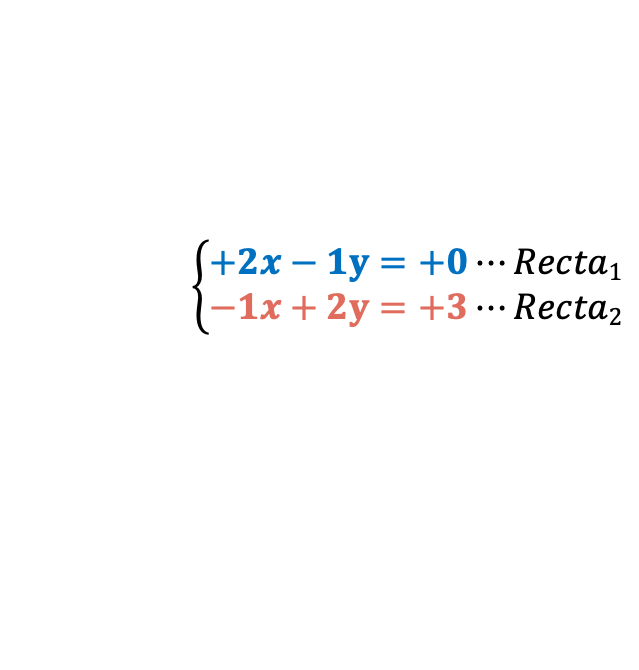 +2x − 1y = +0 ⋯ Recta₁
−1x + 2y = +3 ⋯ Recta₂